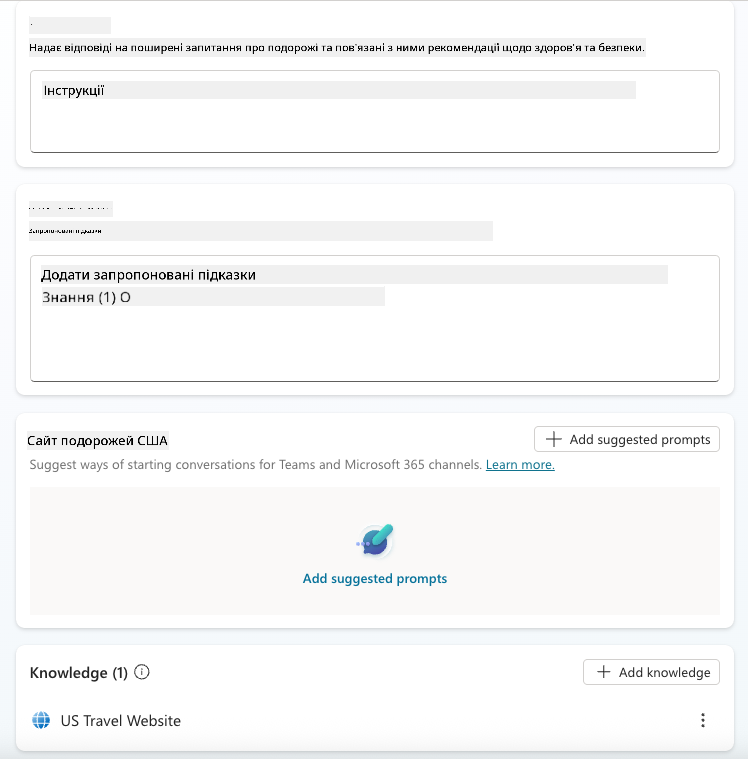 Надає відповіді на поширені запитання про подорожі та пов'язані з ними рекомендації щодо здоров'я та безпеки.
Інструкції
Запропоновані підказки
Додати запропоновані підказки
Знання (1) О
Сайт подорожей США
Add suggested prompts
Suggest ways of starting conversations for Teams and Microsoft 365 channels. Learn more.
Add suggested prompts
Knowledge (1)
Add knowledge
US Travel Website